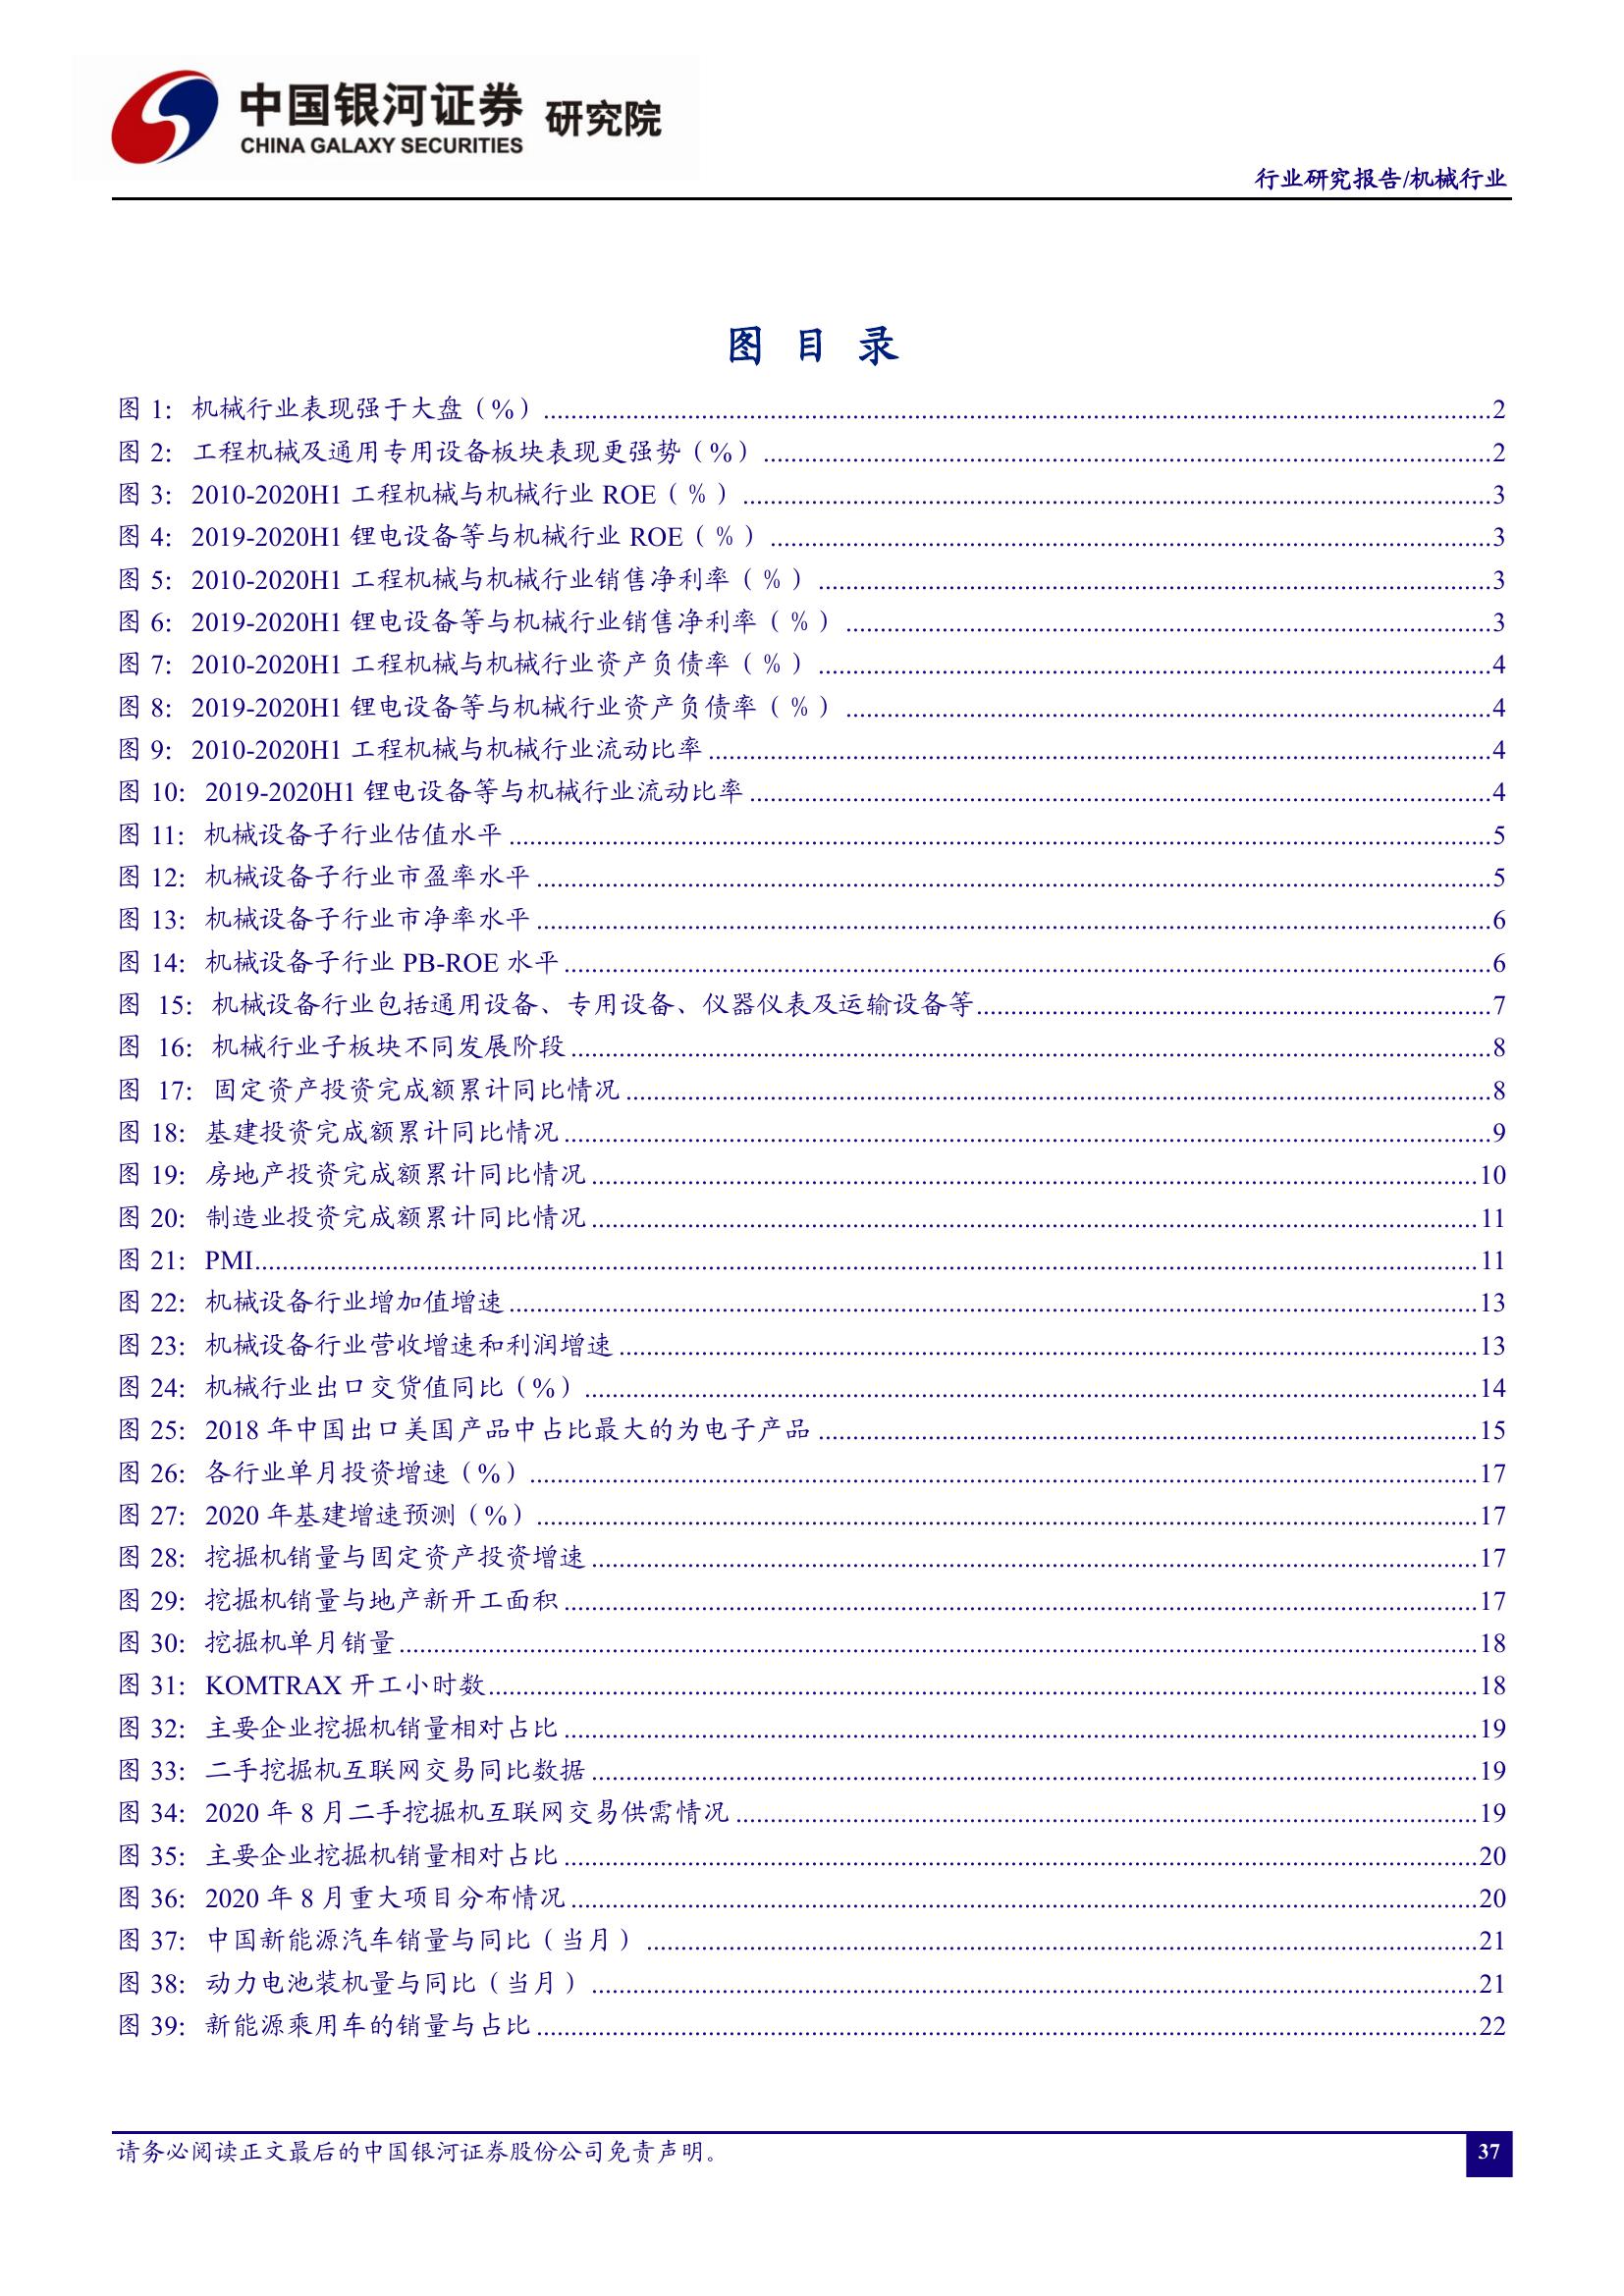 中国银河证券 研究院
CHINA GALAXY SECURITIES
行业研究报告/机械行业
图 目 录
图 1: 机械行业表现强于大盘（%）..........2
图 2: 工程机械及通用专用设备板块表现更强势（%）..........2
图 3: 2010-2020H1 工程机械与机械行业 ROE（%）..........3
图 4: 2019-2020H1 锂电设备等与机械行业 ROE（%）..........3
图 5: 2010-2020H1 工程机械与机械行业销售净利率（%）..........3
图 6: 2019-2020H1 锂电设备等与机械行业销售净利率（%）..........3
图 7: 2010-2020H1 工程机械与机械行业资产负债率（%）..........4
图 8: 2019-2020H1 锂电设备等与机械行业资产负债率（%）..........4
图 9: 2010-2020H1 工程机械与机械行业流动比率..........4
图 10: 2019-2020H1 锂电设备等与机械行业流动比率..........4
图 11: 机械设备子行业估值水平..........5
图 12: 机械设备子行业市盈率水平..........5
图 13: 机械设备子行业市净率水平..........6
图 14: 机械设备子行业 PB-ROE 水平..........6
图 15: 机械设备行业包括通用设备、专用设备、仪器仪表及运输设备等..........7
图 16: 机械行业子板块不同发展阶段..........8
图 17: 固定资产投资完成额累计同比情况..........8
图 18: 基建投资完成额累计同比情况..........9
图 19: 房地产投资完成额累计同比情况..........10
图 20: 制造业投资完成额累计同比情况..........11
图 21: PMI..........11
图 22: 机械设备行业增加值增速..........13
图 23: 机械设备行业营收增速和利润增速..........13
图 24: 机械行业出口交货值同比（%）..........14
图 25: 2018 年中国出口美国产品中占比最大的为电子产品..........15
图 26: 各行业单月投资增速（%）..........17
图 27: 2020 年基建增速预测（%）..........17
图 28: 挖掘机销量与固定资产投资增速..........17
图 29: 挖掘机销量与地产新开工面积..........17
图 30: 挖掘机单月销量..........18
图 31: KOMTRAX 开工小时数..........18
图 32: 主要企业挖掘机销量相对占比..........19
图 33: 二手挖掘机互联网交易同比数据..........19
图 34: 2020 年 8 月二手挖掘机互联网交易供需情况..........19
图 35: 主要企业挖掘机销量相对占比..........20
图 36: 2020 年 8 月重大项目分布情况..........20
图 37: 中国新能源汽车销量与同比（当月）..........21
图 38: 动力电池装机量与同比（当月）..........21
图 39: 新能源乘用车的销量与占比..........22
请务必阅读正文最后的中国银河证券股份公司免责声明。
37